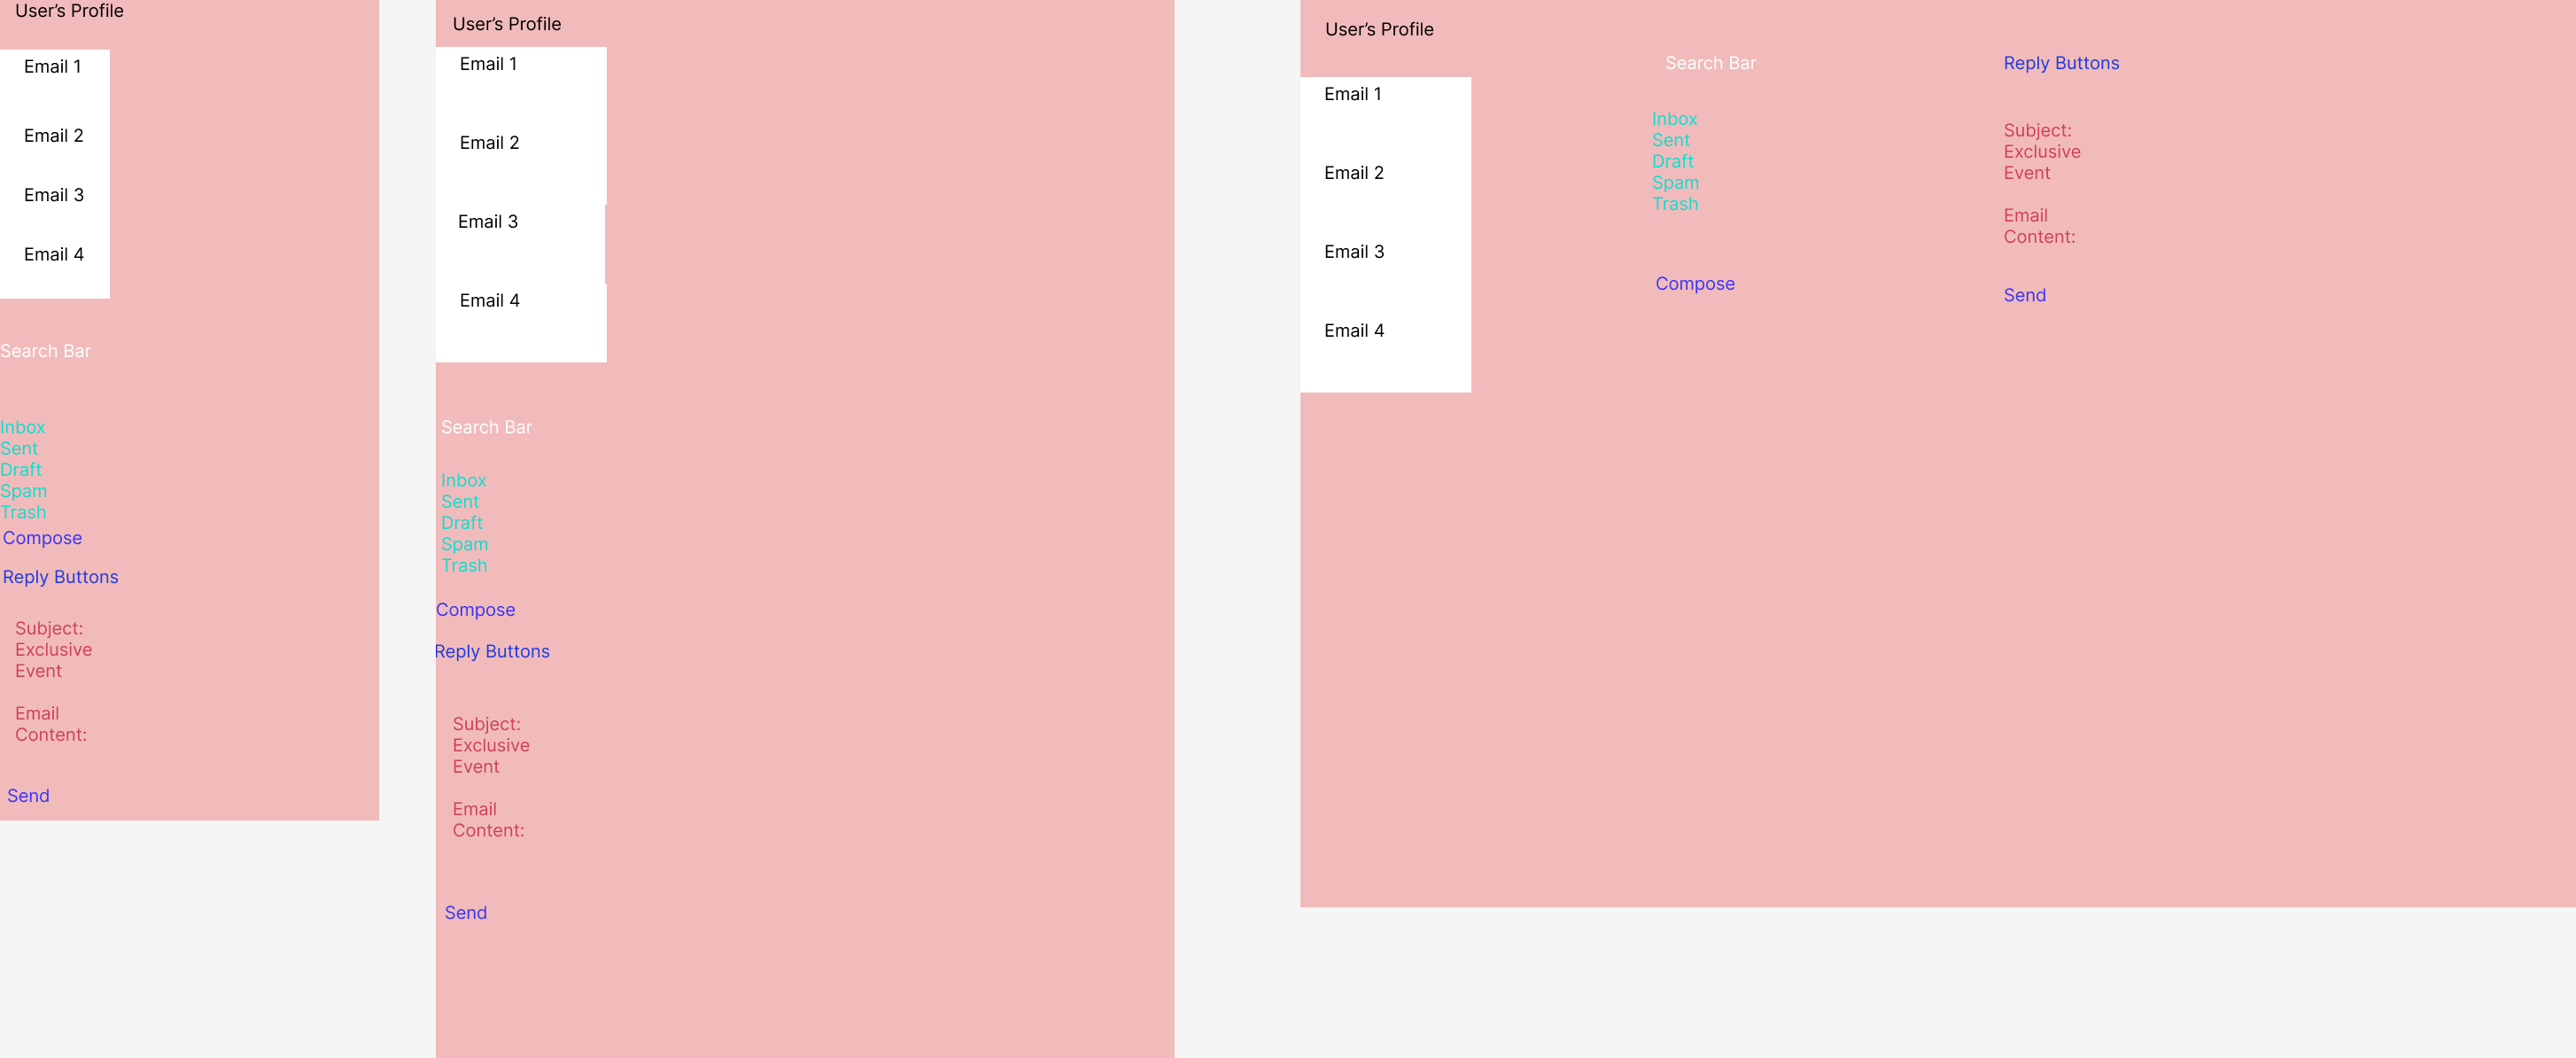 User’s Profile
Email 1
Email 2
Email 3
Email 4
Search Bar
Inbox
Sent
Draft
Spam
Trash
Compose
Reply Buttons
Subject:
Exclusive
Event
Email
Content:
Send
User’s Profile
Email 1
Email 2
Email 3
Email 4
Search Bar
Inbox
Sent
Draft
Spam
Trash
Compose
Reply Buttons
Subject:
Exclusive
Event
Email
Content:
Send
User’s Profile
Email 1
Email 2
Email 3
Email 4
Search Bar
Inbox
Sent
Draft
Spam
Trash
Compose
Reply Buttons
Subject:
Exclusive
Event
Email
Content:
Send